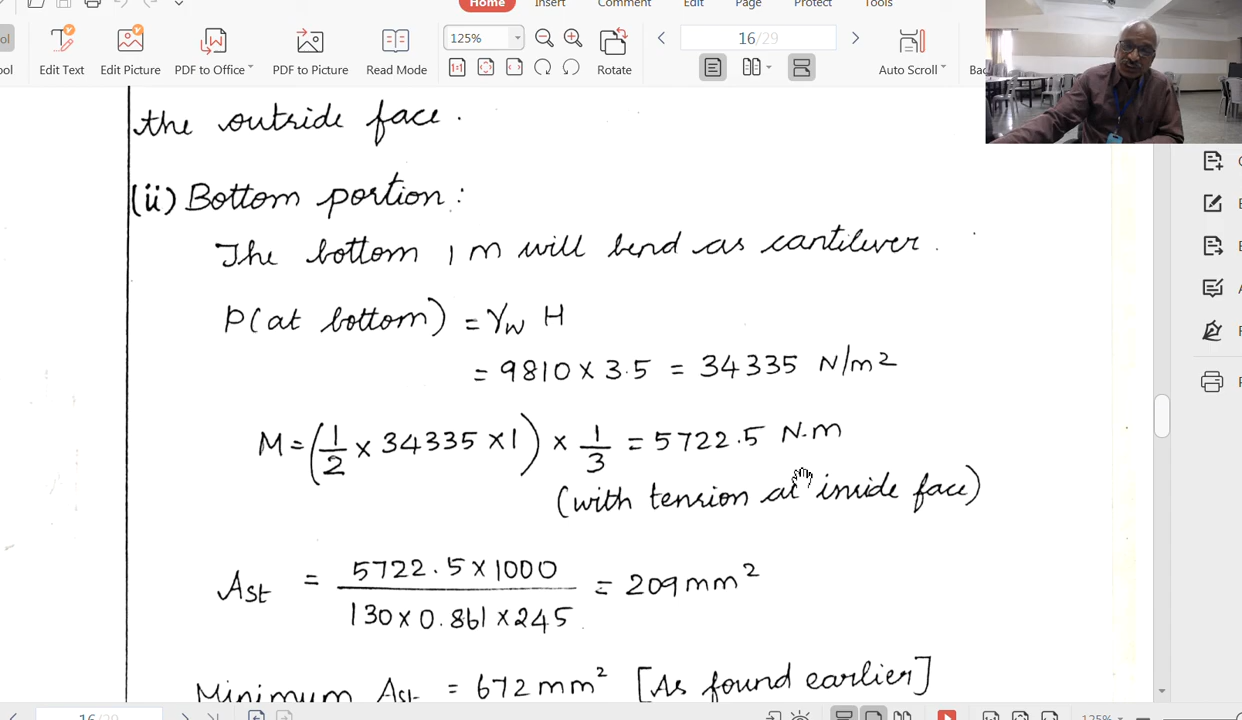 Home Insert Comment Edit Page Protect Tools
125% 16/29
Edit Text Edit Picture PDF to Office PDF to Picture Read Mode Rotate Auto Scroll
the outside face.
(ii) Bottom portion:
The bottom 1 m will bend as cantilever.
P(at bottom) = γw H
= 9810 × 3.5 = 34335 N/m2
M = (1/2 × 34335 × 1) × 1/3 = 5722.5 N.m
(with tension at inside face)
Ast = 5722.5 × 1000 / 130 × 0.861 × 245 = 209 mm2
Minimum Ast = 672 mm2 [As found earlier]
16/29 125%